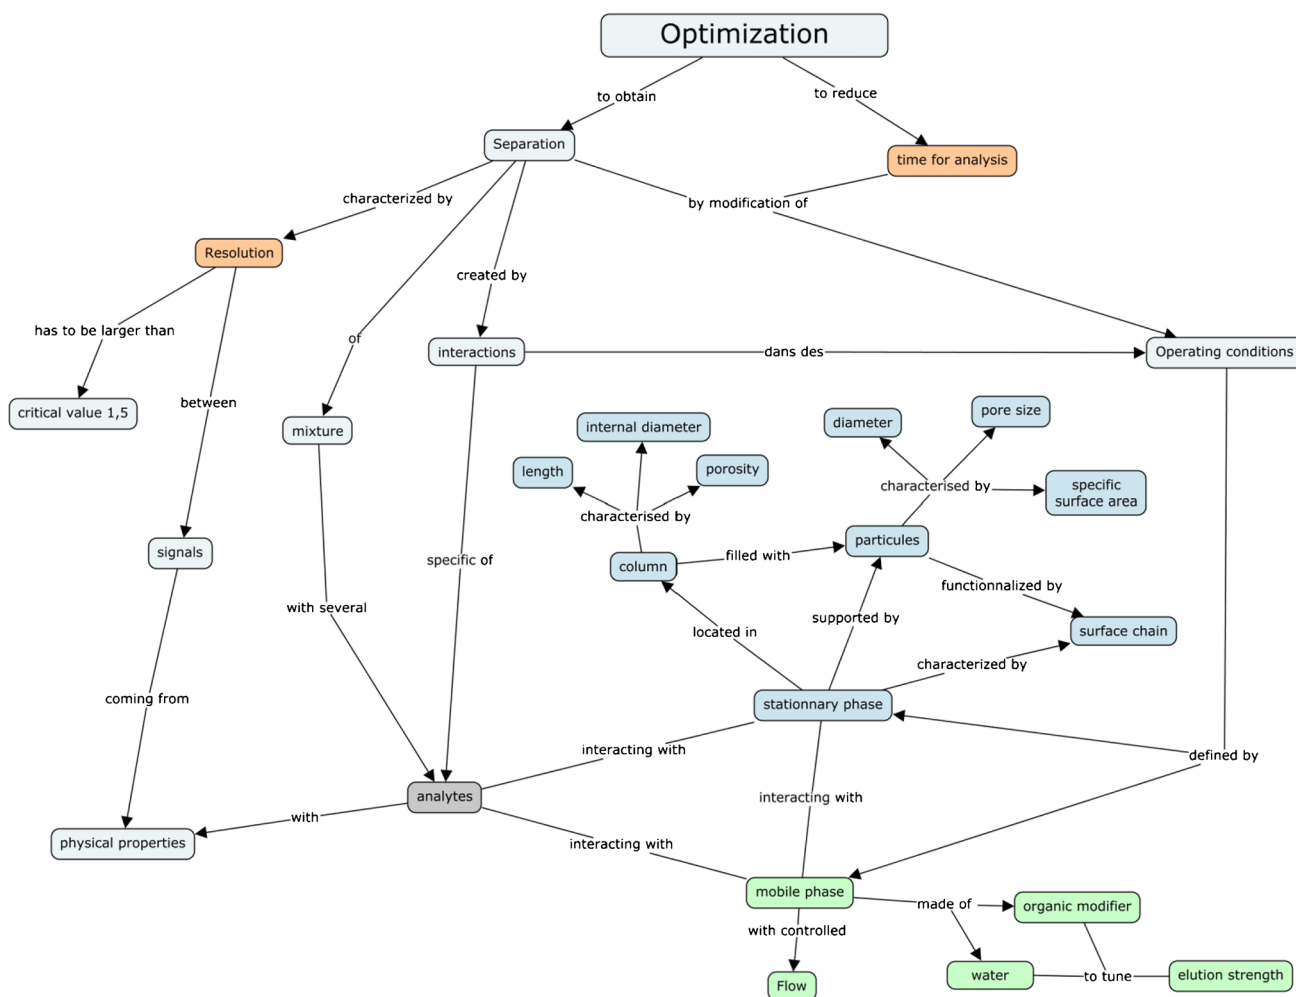 Optimization
to obtain
to reduce
Separation
time for analysis
characterized by
by modification of
Resolution
created by
has to be larger than
of
interactions
dans des
Operating conditions
critical value 1,5
between
mixture
internal diameter
diameter
pore size
length
porosity
characterised by
characterised by
specific
surface area
signals
specific of
column
filled with
particules
functionnalized by
with several
located in
supported by
surface chain
characterized by
coming from
stationnary phase
interacting with
defined by
analytes
interacting with
with
physical properties
interacting with
mobile phase
made of
organic modifier
with controlled
Flow
water
to tune
elution strength